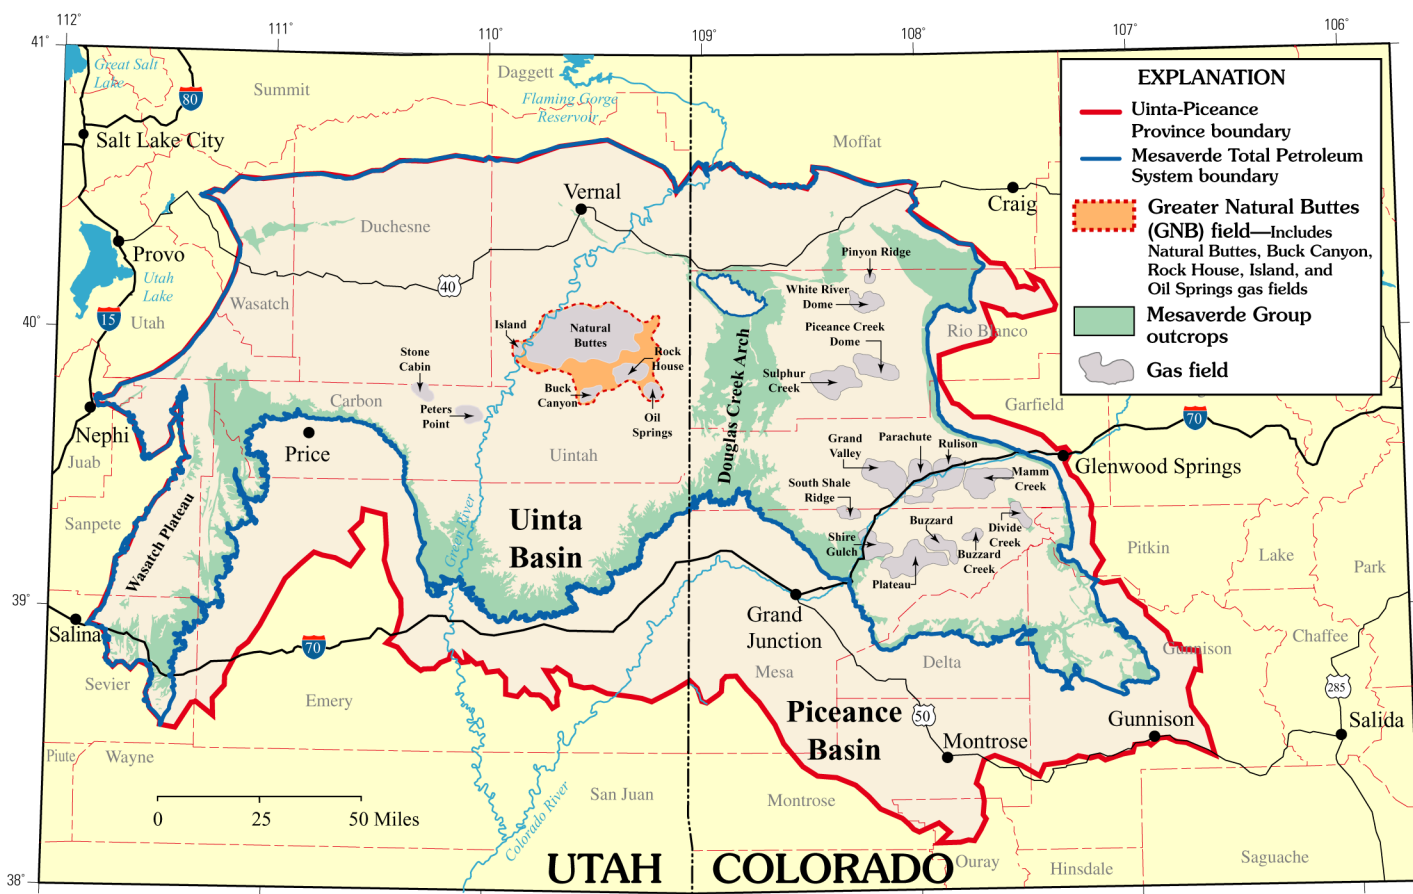 112°
111°
110°
109°
108°
107°
106°
41°
40°
39°
38°
EXPLANATION
Uinta-Piceance
Province boundary
Mesaverde Total Petroleum
System boundary
Greater Natural Buttes
(GNB) field—Includes
Natural Buttes, Buck Canyon,
Rock House, Island, and
Oil Springs gas fields
Mesaverde Group
outcrops
Gas field
Great Salt
Lake
80
Summit
Daggett
Flaming Gorge
Reservoir
Moffat
Salt Lake City
Vernal
Craig
Provo
Duchesne
Utah
Lake
Wasatch
40
15
Utah
Pinyon Ridge
White River
Dome
Piceance Creek
Dome
Rio Blanco
Island
Natural
Buttes
Rock
House
Stone
Cabin
Buck
Canyon
Oil
Springs
Peters
Point
Carbon
Sulphur
Creek
Douglas Creek Arch
Garfield
70
Nephi
Juab
Price
Uintah
Grand
Valley
Parachute
Rulison
Mamm
Creek
Glenwood Springs
South Shale
Ridge
Sanpete
Wasatch Plateau
Green River
Uinta
Basin
Buzzard
Divide
Creek
Shire
Gulch
Buzzard
Creek
Plateau
Pitkin
Lake
Park
Salina
Grand
Junction
70
Mesa
Delta
Gunnison
Chaffee
Sevier
Emery
285
Piceance
Basin
50
Gunnison
Salida
Montrose
Piute
Wayne
San Juan
Montrose
0
25
50 Miles
Colorado River
UTAH
COLORADO
Ouray
Hinsdale
Saguache